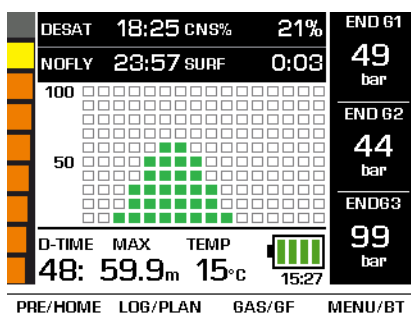 DESAT 18:25 CNS% 21% END G1
NOFLY 23:57 SURF 0:03 49
bar
100
END G2
44
bar
50
ENDG3
99
bar
D-TIME MAX TEMP
48: 59.9m 15°C 15:27
PRE/HOME LOG/PLAN GAS/GF MENU/BT